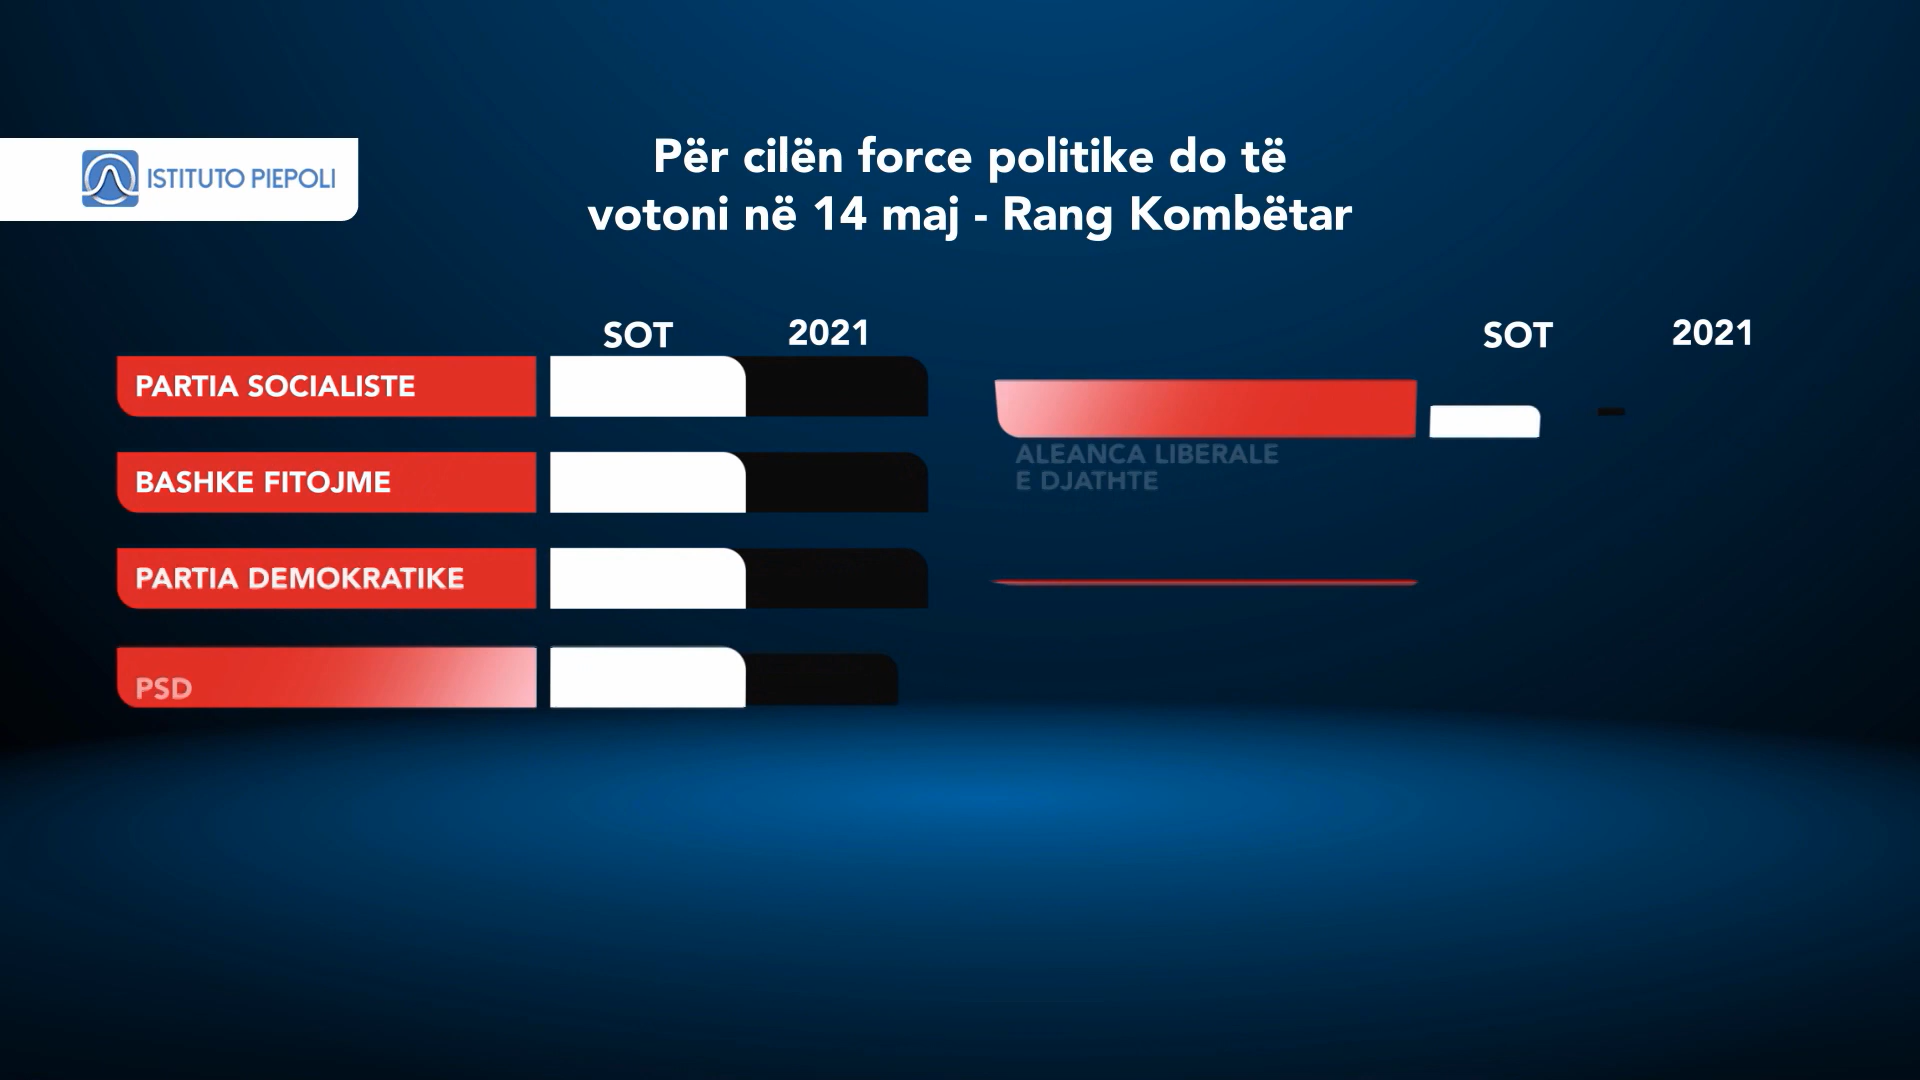 ISTITUTO PIEPOLI
Për cilën force politike do të
votoni në 14 maj - Rang Kombëtar
SOT 2021
PARTIA SOCIALISTE
BASHKE FITOJME
PARTIA DEMOKRATIKE
PSD
SOT 2021
ALEANCA LIBERALE
E DJATHTE